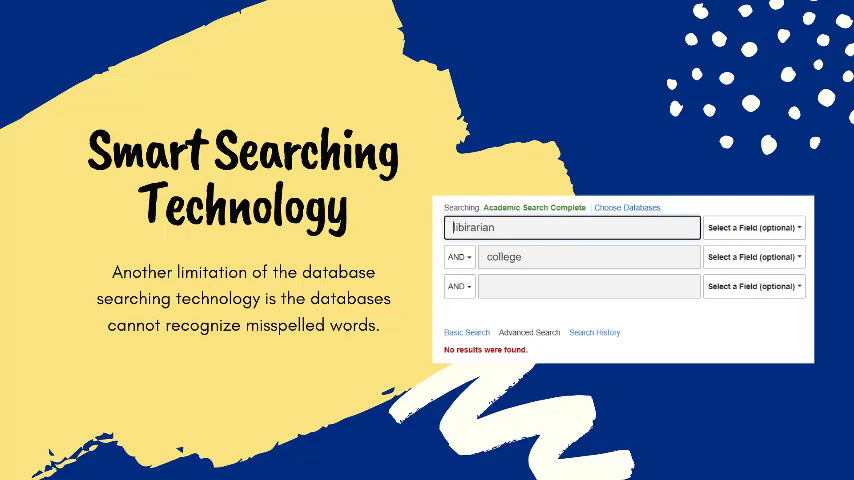 Smart Searching
Technology
Another limitation of the database
searching technology is the databases
cannot recognize misspelled words.
Searching: Academic Search Complete | Choose Databases
libirarian Select a Field (optional)
AND college Select a Field (optional)
AND Select a Field (optional)
Basic Search Advanced Search Search History
No results were found.